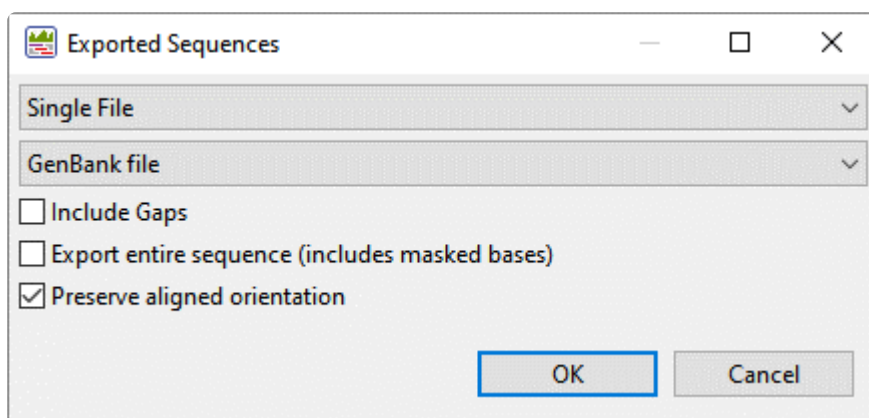 Exported Sequences
Single File
GenBank file
Include Gaps
Export entire sequence (includes masked bases)
Preserve aligned orientation
OK
Cancel